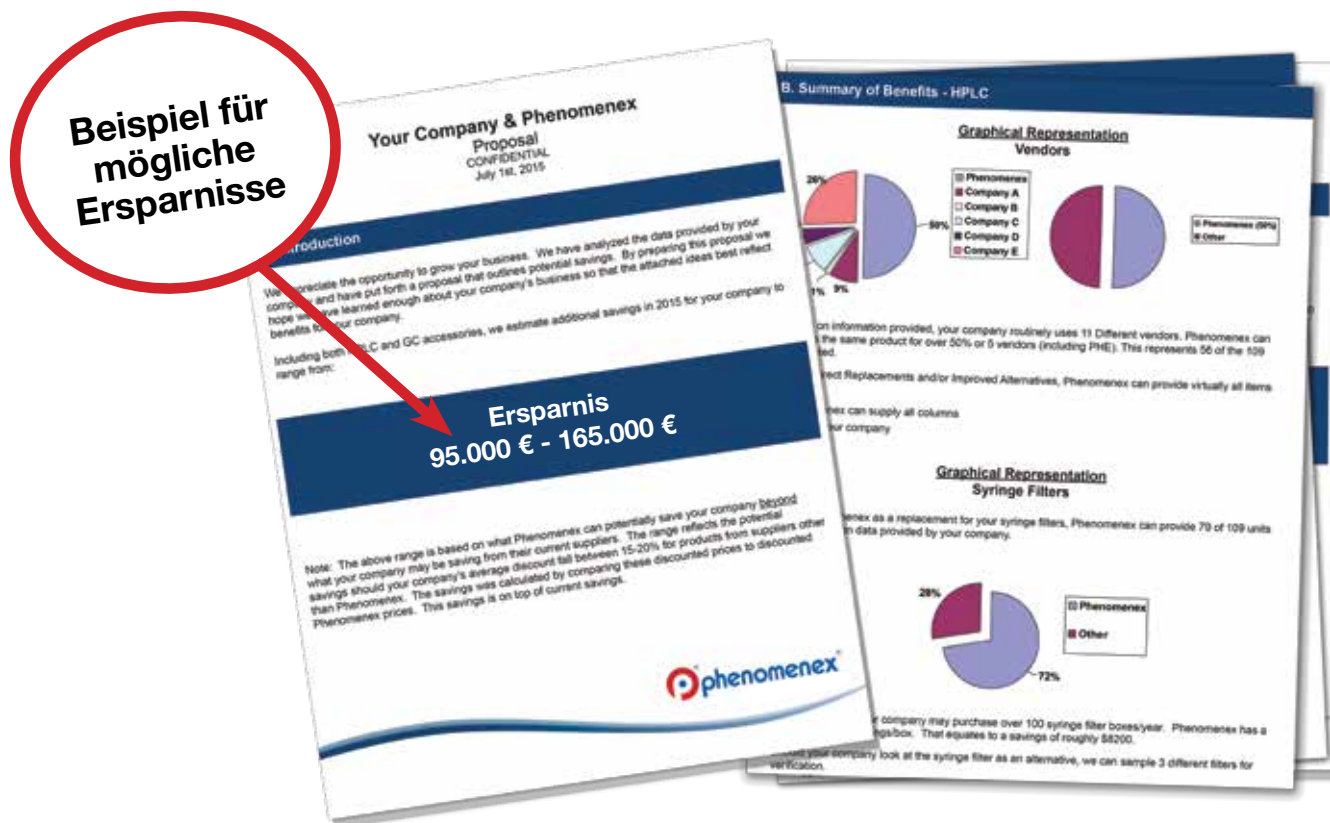 Beispiel für
mögliche
Ersparnisse
Your Company & Phenomenex
Proposal
CONFIDENTIAL
July 1st, 2015
roduction
We appreciate the opportunity to grow your business. We have analyzed the data provided by your
company and have put forth a proposal that outlines potential savings. By preparing this proposal we
hope we have learned enough about your company's business so that the attached ideas best reflect
benefits for your company.
Including both HPLC and GC accessories, we estimate additional savings in 2015 for your company to
range from:
Ersparnis
95.000 € - 165.000 €
Note: The above range is based on what Phenomenex can potentially save your company beyond
what your company may be saving from their current suppliers. The range reflects the potential
savings should your company's average discount fall between 15-20% for products from suppliers other
than Phenomenex. The savings was calculated by comparing these discounted prices to discounted
Phenomenex prices. This savings is on top of current savings.
phenomenex
B. Summary of Benefits - HPLC
Graphical Representation
Vendors
26%
50%
1%
9%
Phenomenex
Company A
Company B
Company C
Company D
Company E
Phenomenex (50%)
Other
on information provided, your company routinely uses 11 Different vendors. Phenomenex can
the same product for over 50% or 5 vendors (including PHE). This represents 56 of the 109
ted.
rect Replacements and/or Improved Alternatives, Phenomenex can provide virtually all items
nex can supply all columns
ur company
Graphical Representation
Syringe Filters
menex as a replacement for your syringe filters, Phenomenex can provide 79 of 109 units
n data provided by your company.
28%
72%
Phenomenex
Other
r company may purchase over 100 syringe filter boxes/year. Phenomenex has a
ngs/box. That equates to a savings of roughly $8200.
your company look at the syringe filter as an alternative, we can sample 3 different filters for
verification.